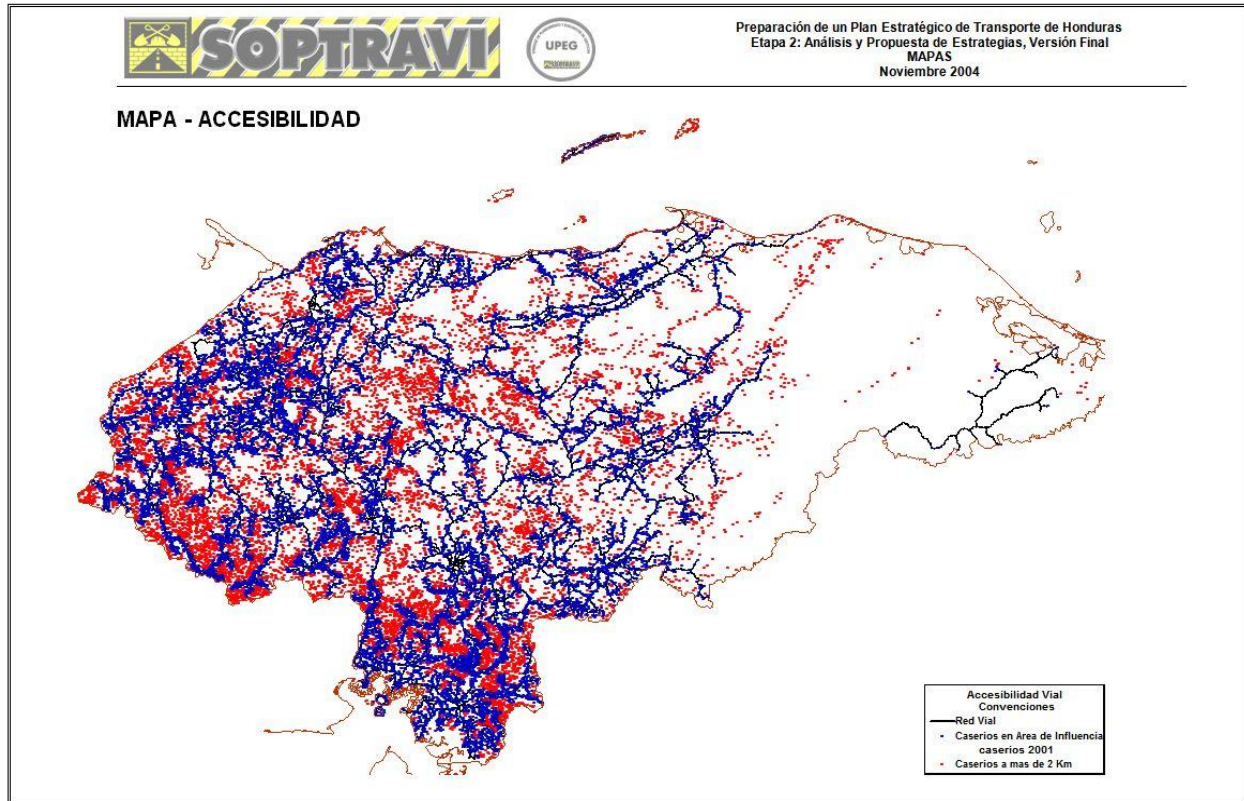 SOPTRAVI
UPEG
SOPTRAVI
Preparación de un Plan Estratégico de Transporte de Honduras
Etapa 2: Análisis y Propuesta de Estrategias, Versión Final
MAPAS
Noviembre 2004
MAPA - ACCESIBILIDAD
Accesibilidad Vial
Convenciones
Red Vial
Caserios en Area de Influencia
caserios 2001
Caserios a mas de 2 Km